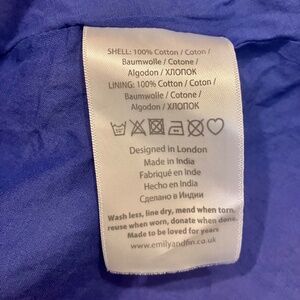 SHELL: 100% Cotton / Coton /
Baumwolle / Cotone /
Algodon / ХЛОПОК
LINING: 100% Cotton / Coton /
Baumwolle / Cotone /
Algodon / ХЛОПОК
Designed in London
Made in India
Fabriqué en Inde
Hecho en India
Сделано в Индии
Wash less, line dry, mend when torn,
reuse when worn, donate when done.
Made to be loved for years
www.emilyandfin.co.uk